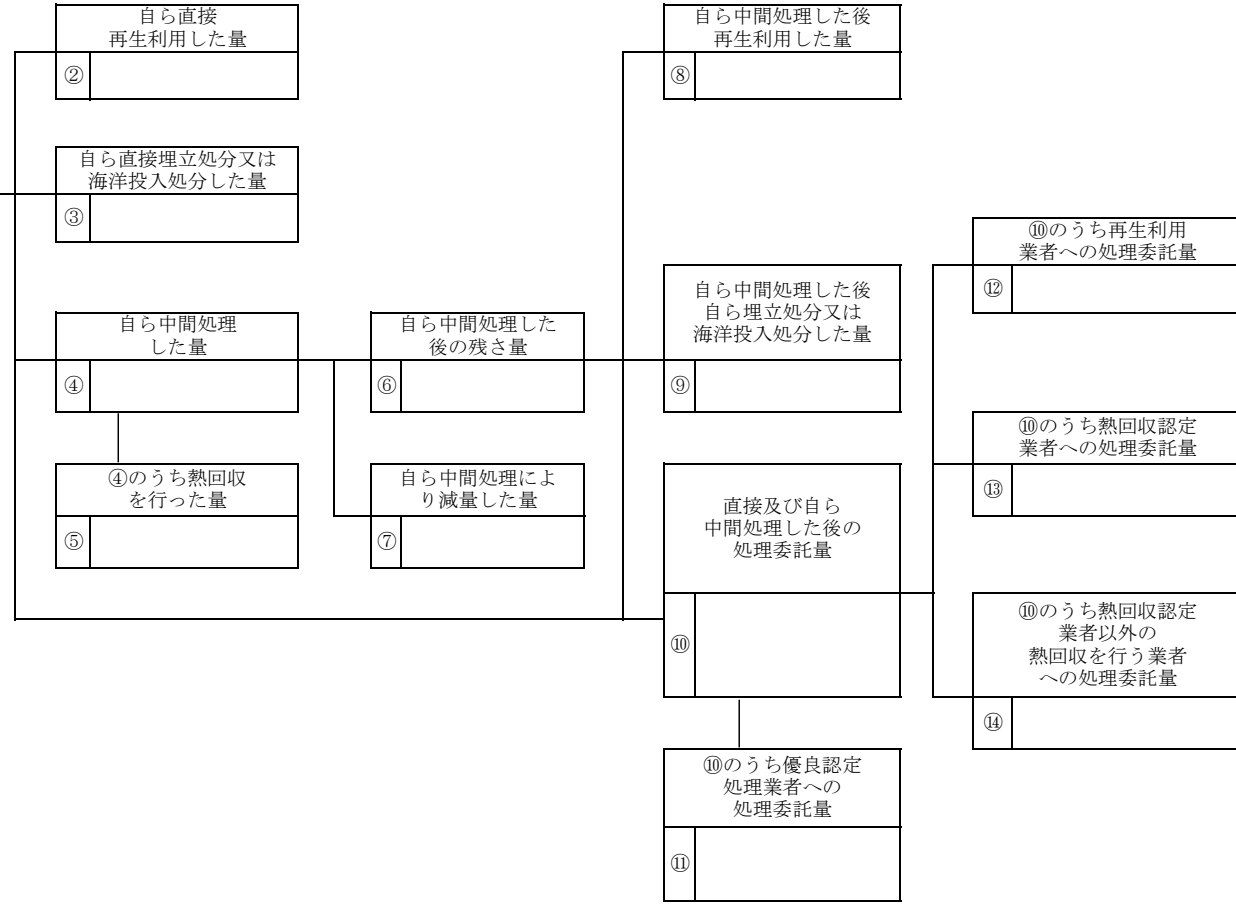 自ら直接
再生利用した量
②
自ら直接埋立処分又は
海洋投入処分した量
③
自ら中間処理
した量
④
④のうち熱回収
を行った量
⑤
自ら中間処理した
後の残さ量
⑥
自ら中間処理によ
り減量した量
⑦
自ら中間処理した後
再生利用した量
⑧
自ら中間処理した後
自ら埋立処分又は
海洋投入処分した量
⑨
直接及び自ら
中間処理した後の
処理委託量
⑩
⑩のうち優良認定
処理業者への
処理委託量
⑪
⑩のうち再生利用
業者への処理委託量
⑫
⑩のうち熱回収認定
業者への処理委託量
⑬
⑩のうち熱回収認定
業者以外の
熱回収を行う業者
への処理委託量
⑭